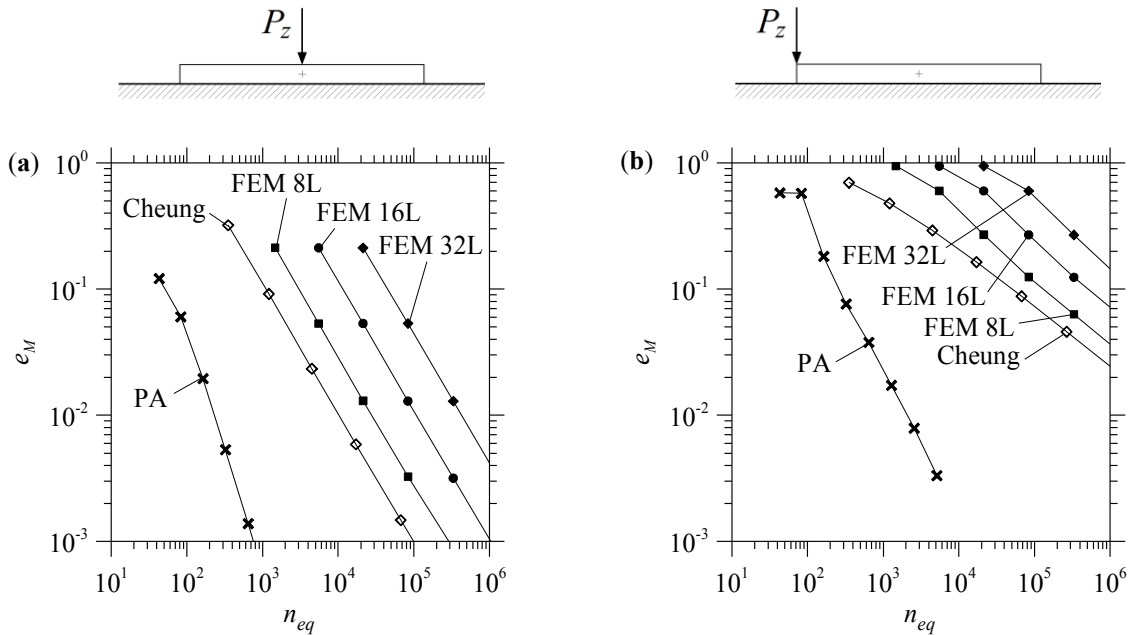 P_z
P_z
(a)
10^0
10^-1
10^-2
10^-3
e_M
10^1 10^2 10^3 10^4 10^5 10^6
n_eq
Cheung
FEM 8L
FEM 16L
FEM 32L
PA
(b)
10^0
10^-1
10^-2
10^-3
e_M
10^1 10^2 10^3 10^4 10^5 10^6
n_eq
FEM 32L
FEM 16L
FEM 8L
Cheung
PA